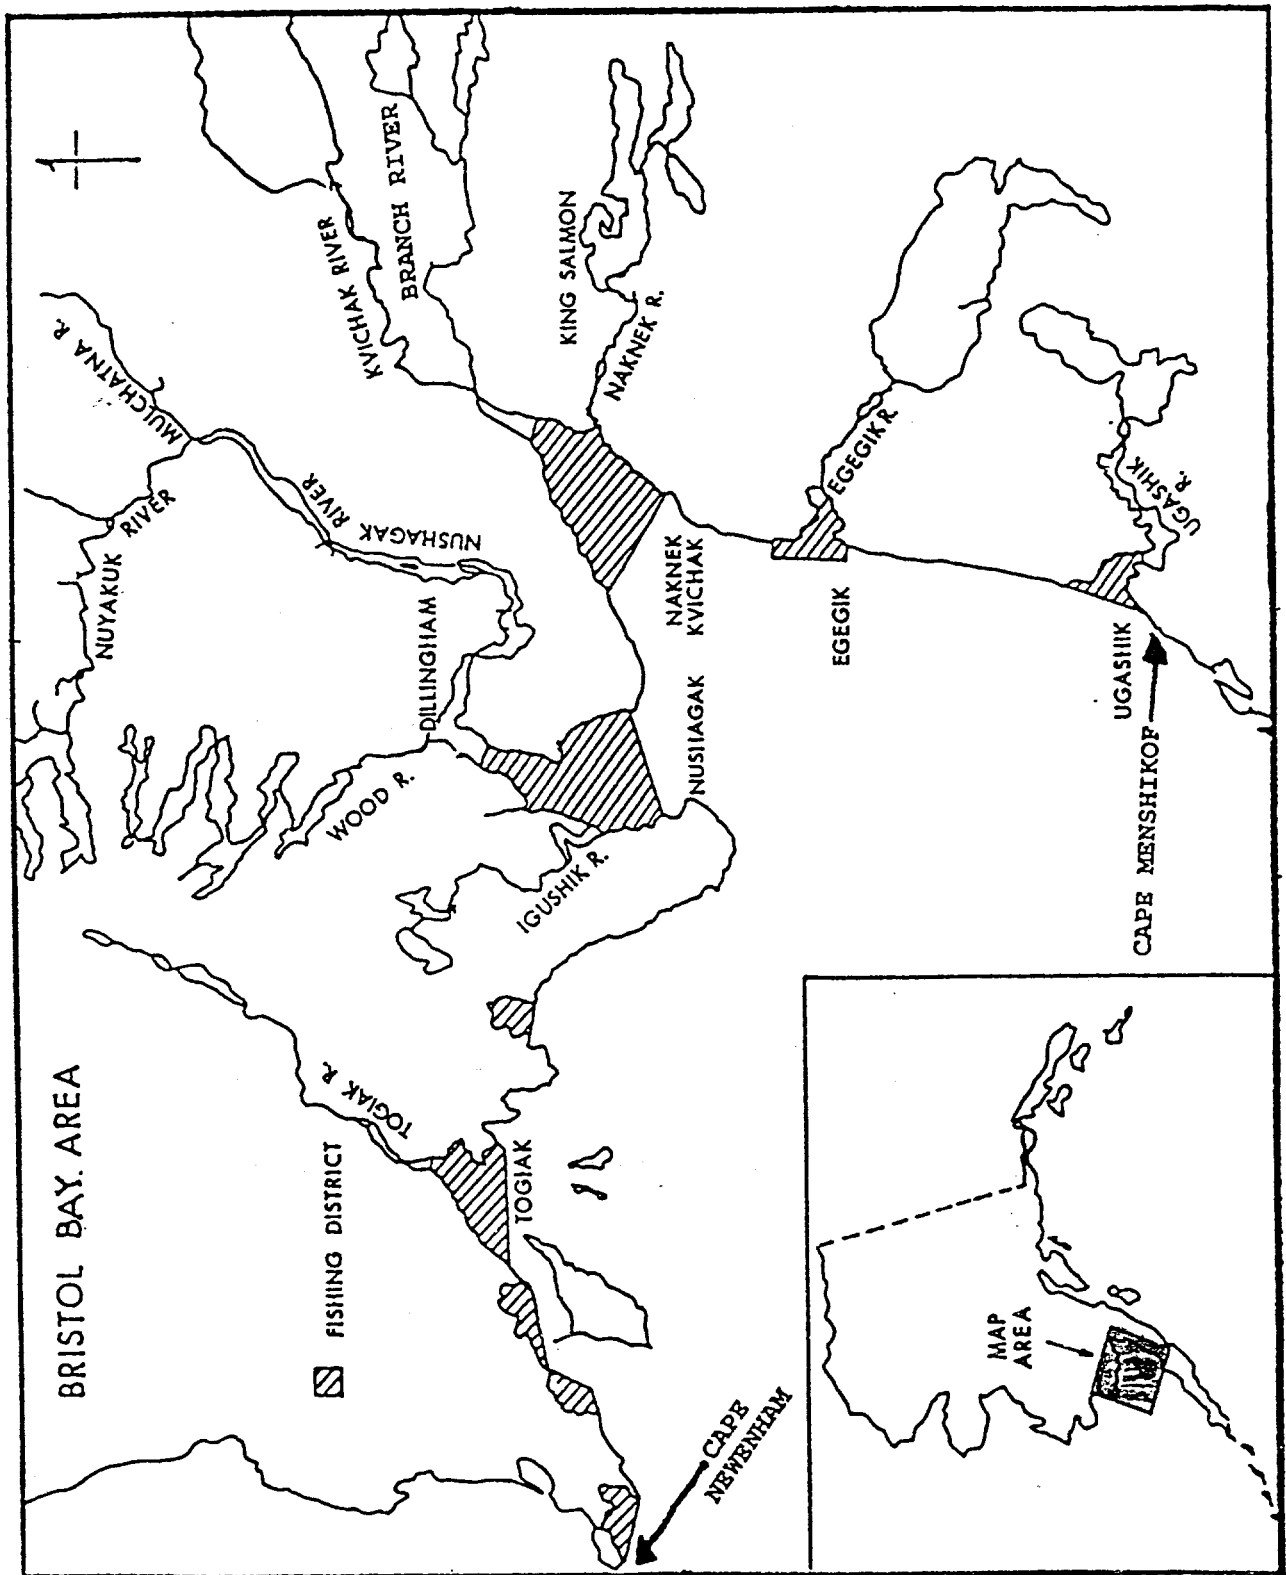 BRISTOL BAY. AREA
FISHING DISTRICT
TOGIAK R.
TOGIAK
CAPE
NEWENHAM
NUYAKUK RIVER
MULCHATNA R.
NUSHAGAK RIVER
WOOD R.
DILLINGHAM
IGUSHIK R.
NUSHAGAK
KVICHAK RIVER
BRANCH RIVER
KING SALMON
NAKNEK R.
NAKNEK
KVICHAK
EGEGIK R.
EGEGIK
UGASHIK
R.
UGASHIK
CAPE MENSHIKOF
MAP
AREA